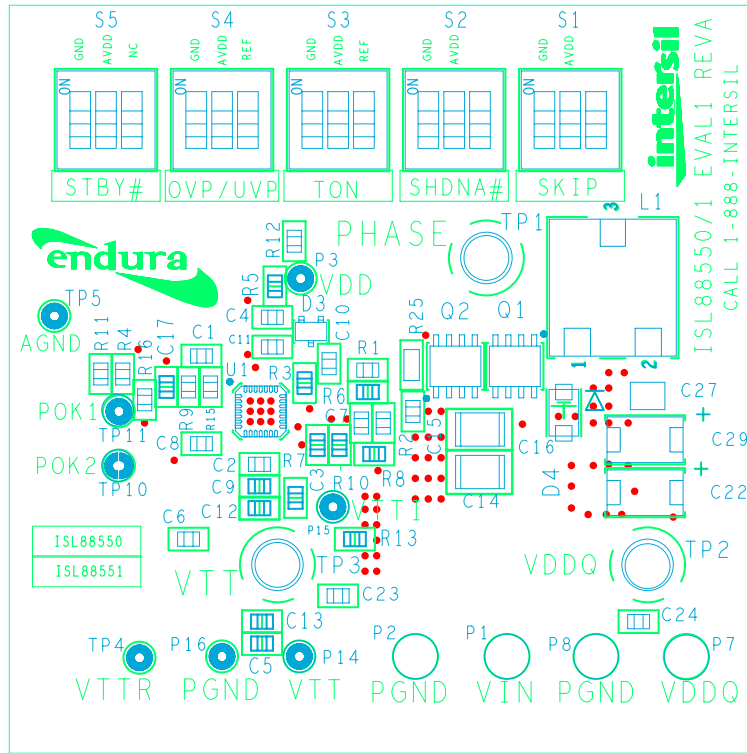 S5 S4 S3 S2 S1
GND AVDD NC GND AVDD REF GND AVDD REF GND AVDD GND AVDD
ON ON ON ON ON
STBY# OVP/UVP TON SHDNA# SKIP
intersil
ISL88550/1 EVAL1 REVA
CALL 1-888-INTERSIL
endura
R12 PHASE TP1 3 L1
P3
VDD
TP5 R5 D3
AGND C4 C10 R25 Q2 Q1
R11 R4 R16 C17 C1 C11 R1 1 2
U1 R3 R6
POK1 R9 R15 C7 R2 C27
TP11 C8 C16 C29
POK2 C2 R7 C3 R8
TP10 C9 R10 C14 D4 C22
C12 VTTI
P15
ISL88550 C6 R13
ISL88551 VTT TP3 VDDQ TP2
C23
C13 C24
TP4 P16 C5 P14 P2 P1 P8 P7
VTTR PGND VTT PGND VIN PGND VDDQ